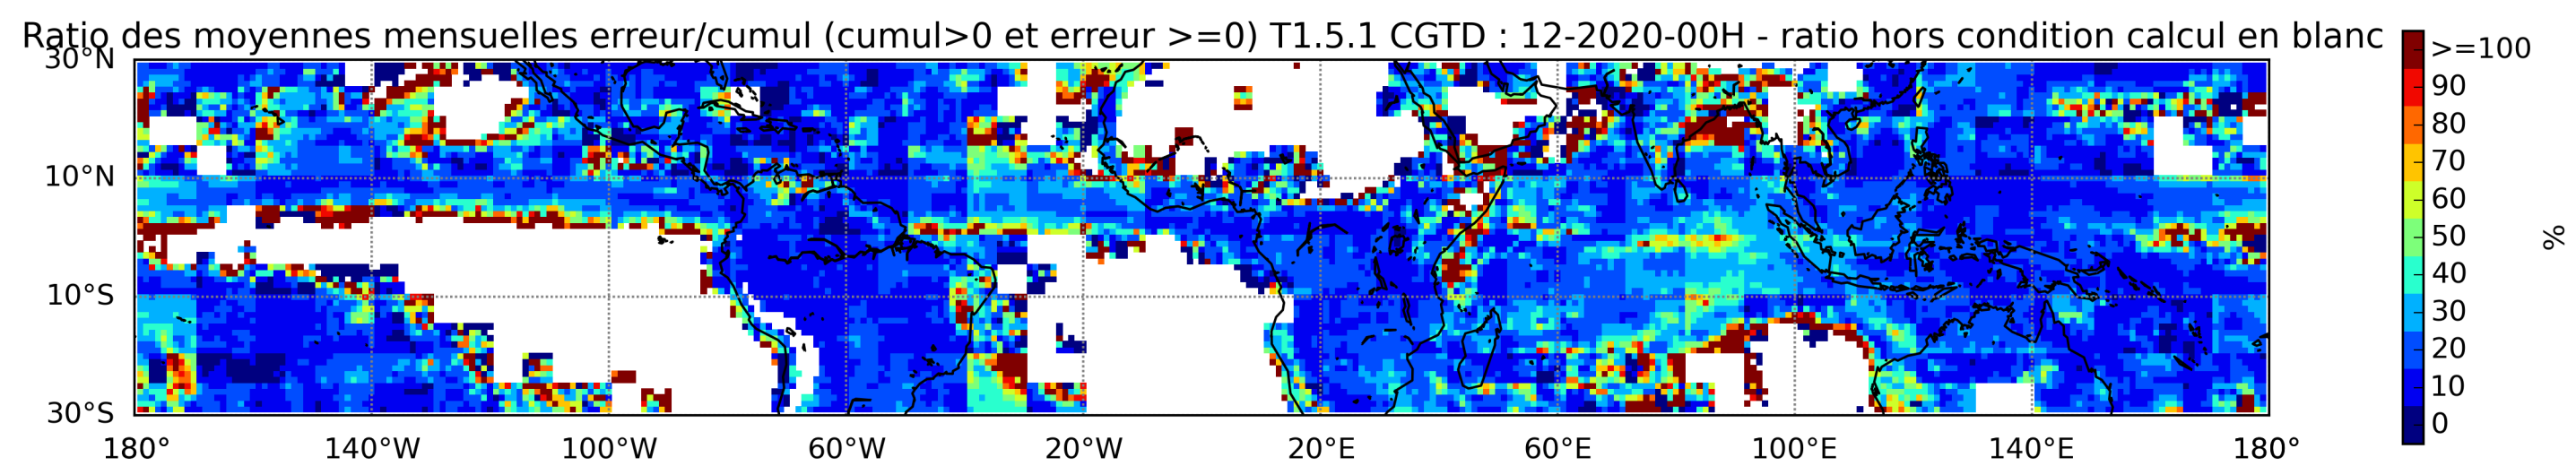 Ratio des moyennes mensuelles erreur/cumul (cumul>0 et erreur >=0) T1.5.1 CGTD : 12-2020-00H - ratio hors condition calcul en blanc
30°N
10°N
10°S
30°S
180° 140°W 100°W 60°W 20°W 20°E 60°E 100°E 140°E 180°
>=100
90
80
70
60
50
40
30
20
10
0
%